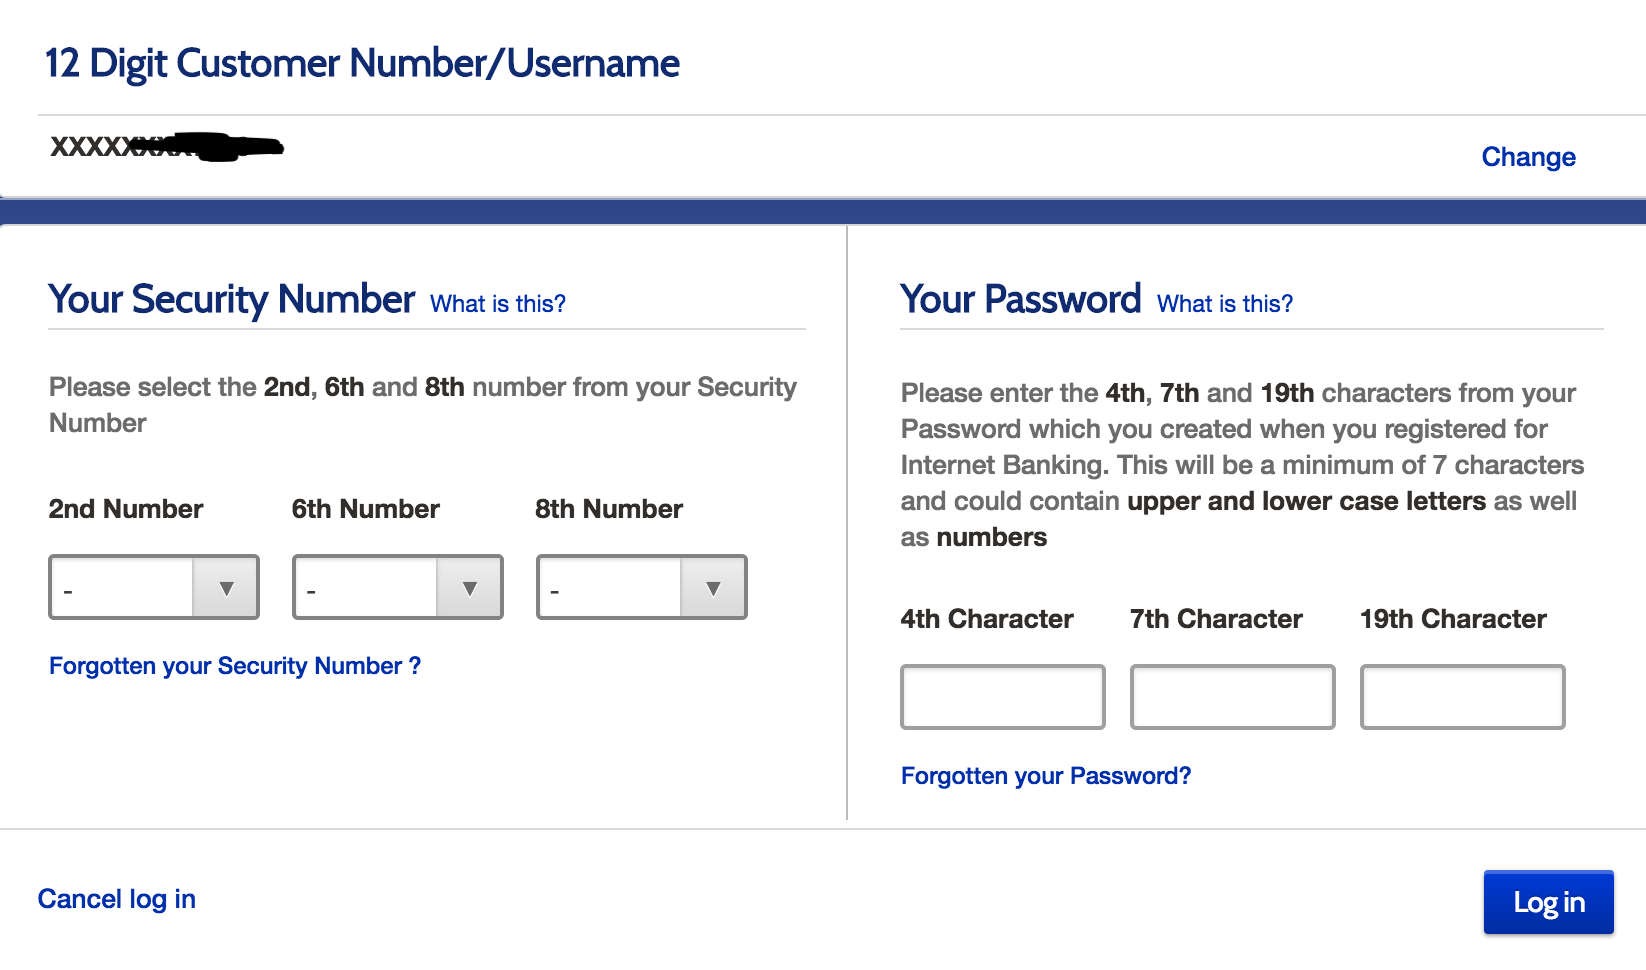 12 Digit Customer Number/Username
Change
Your Security Number What is this?
Please select the 2nd, 6th and 8th number from your Security
Number
2nd Number 6th Number 8th Number
- - -
Forgotten your Security Number ?
Your Password What is this?
Please enter the 4th, 7th and 19th characters from your
Password which you created when you registered for
Internet Banking. This will be a minimum of 7 characters
and could contain upper and lower case letters as well
as numbers
4th Character 7th Character 19th Character
Forgotten your Password?
Cancel log in
Log in